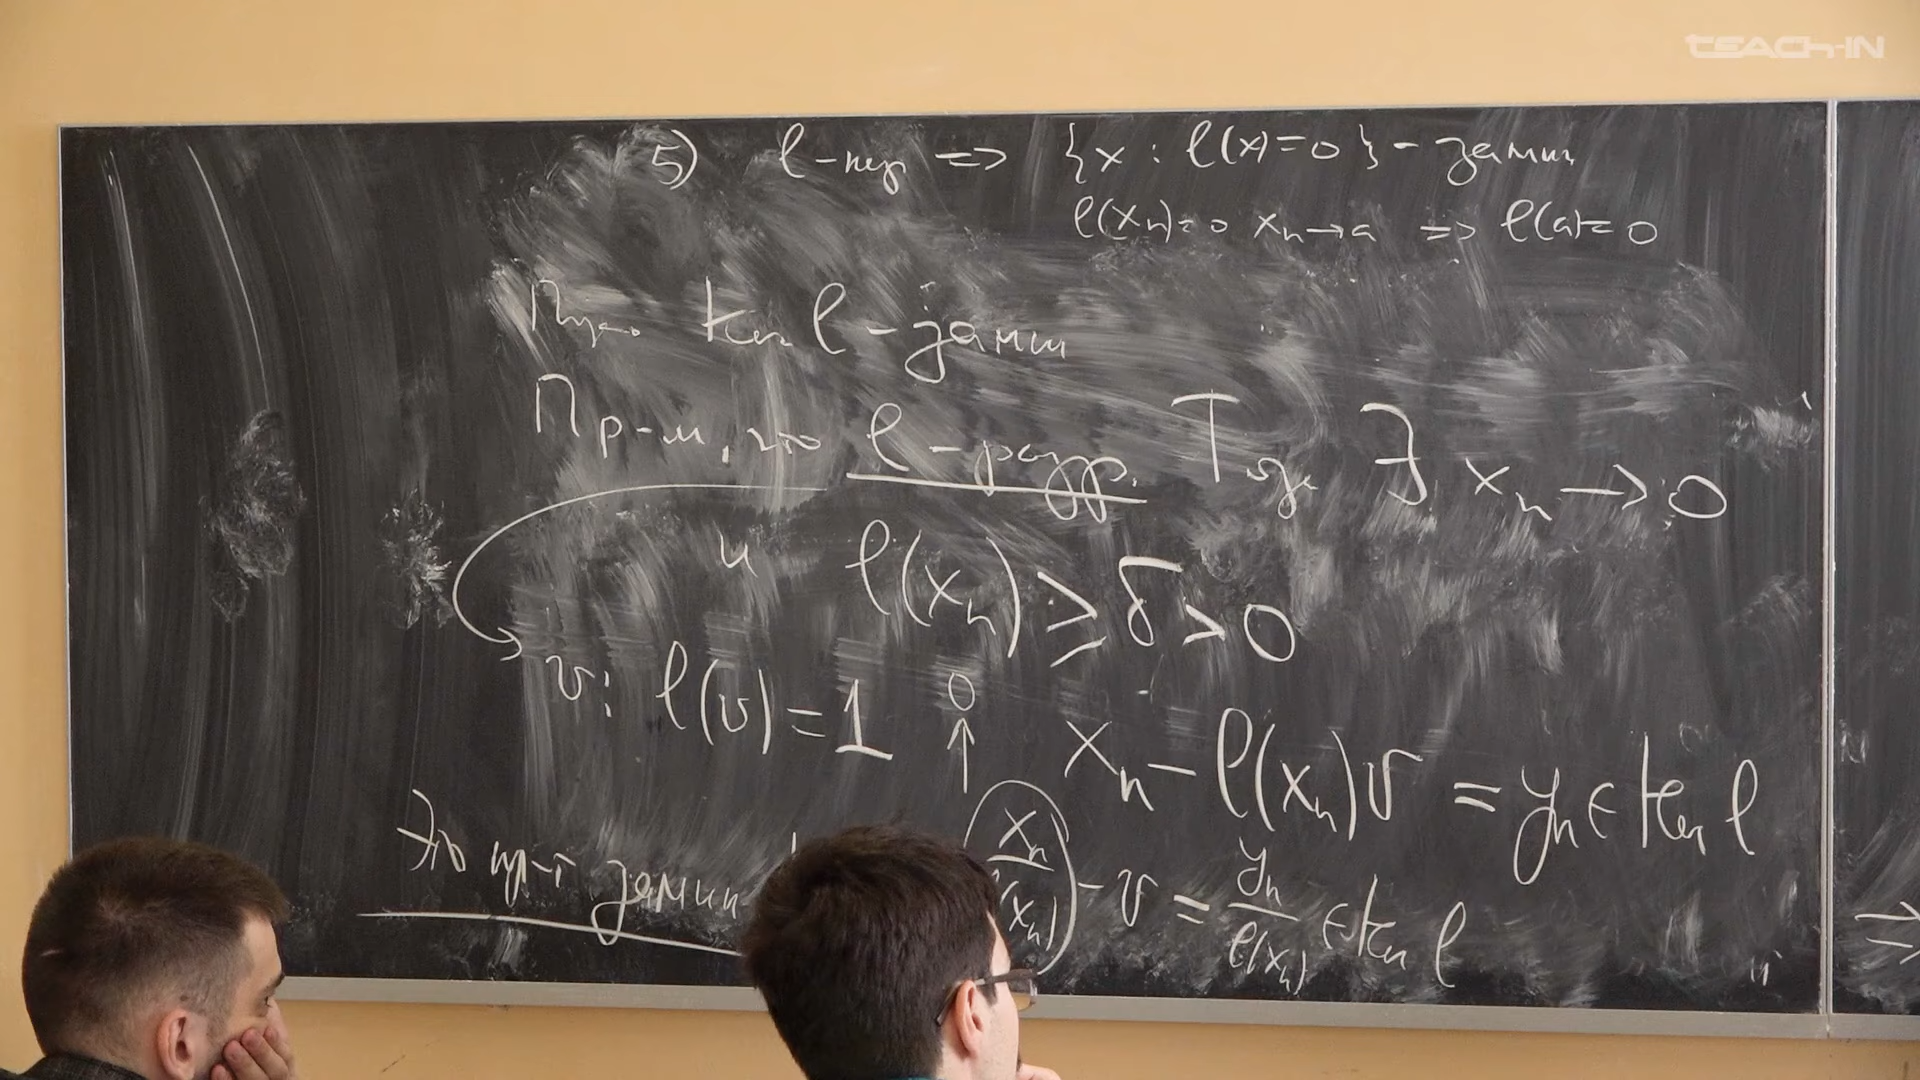 TEACH-IN
5) l - нер => {x : l(x)=0} - замкн
l(xₙ)=0 xₙ→a => l(a)=0
Пусть ker l - замкн
Пр-м, что l - разр. Тогда ∃ xₙ → 0
и l(xₙ) ≥ δ > 0
v: l(v) = 1
0
↑
xₙ - l(xₙ)v = yₙ ∈ ker l
xₙ/l(xₙ) - v = yₙ/l(xₙ) ∈ ker l
Это пр-т замкн
=>